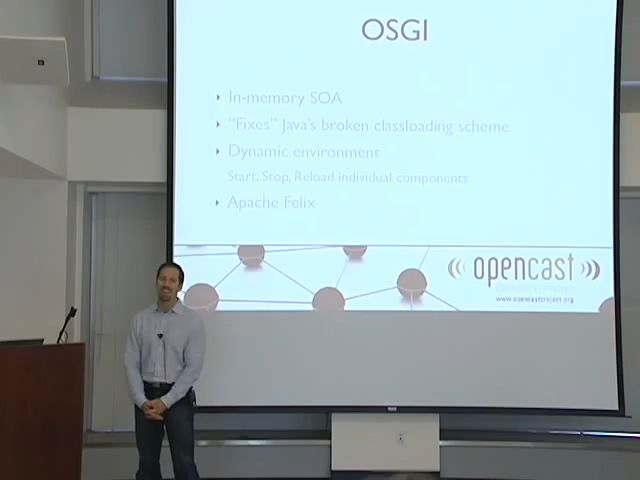 OSGI
In-memory SOA
"Fixes" Java's broken classloading scheme
Dynamic environment
Start, Stop, Reload individual components
Apache Felix
opencast
www.opencastproject.org